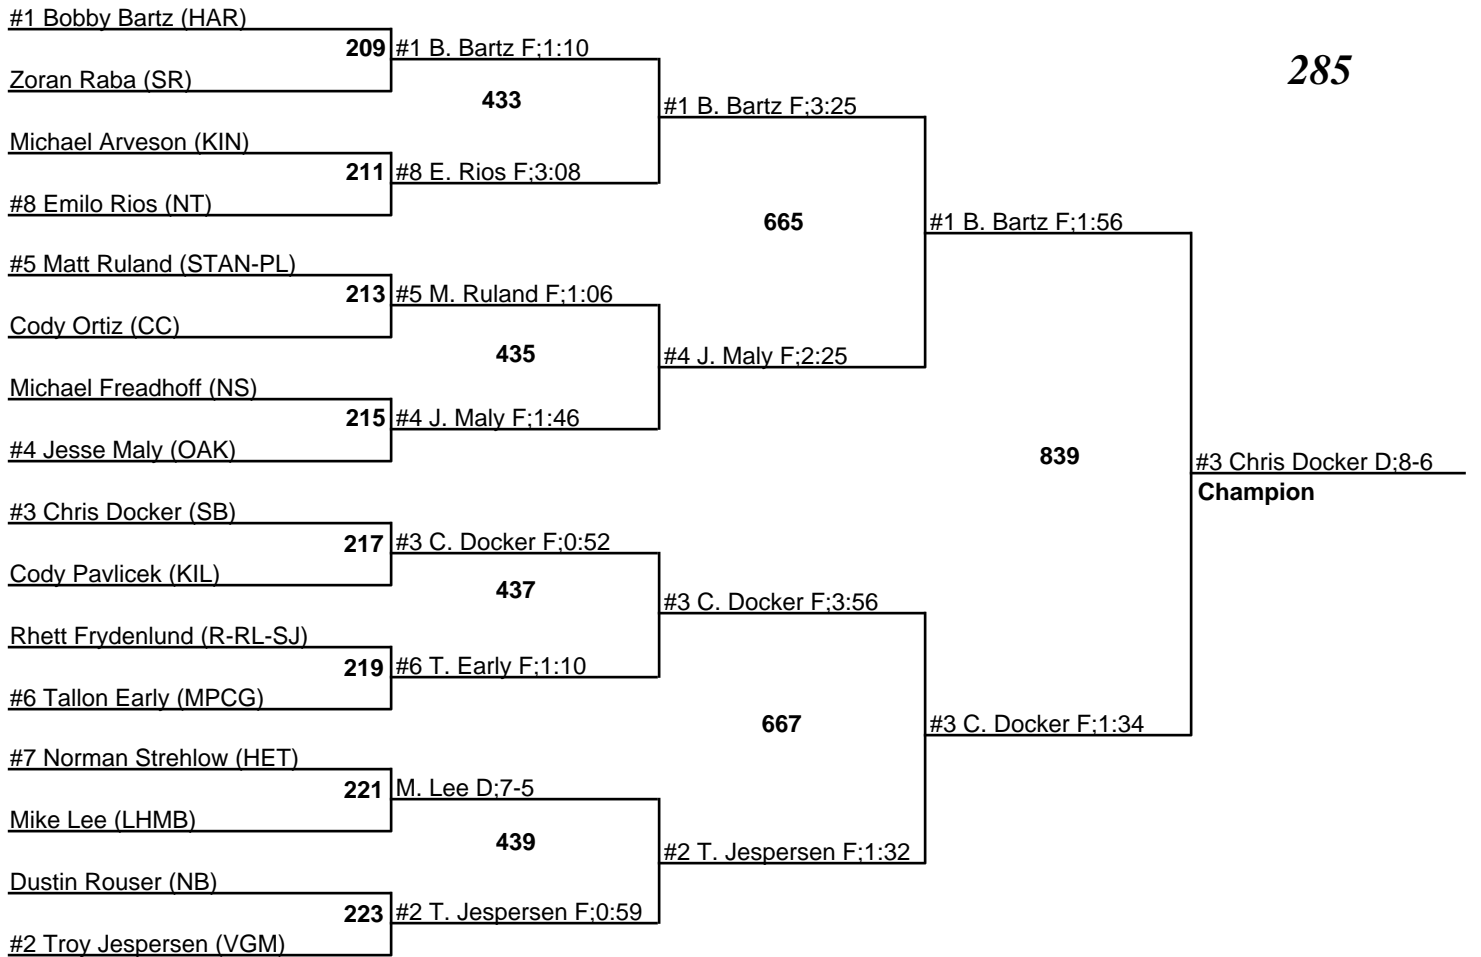 #1 Bobby Bartz (HAR)
209
#1 B. Bartz F;1:10
Zoran Raba (SR)
285
433
#1 B. Bartz F;3:25
Michael Arveson (KIN)
211
#8 E. Rios F;3:08
#8 Emilo Rios (NT)
665
#1 B. Bartz F;1:56
#5 Matt Ruland (STAN-PL)
213
#5 M. Ruland F;1:06
Cody Ortiz (CC)
435
#4 J. Maly F;2:25
Michael Freadhoff (NS)
215
#4 J. Maly F;1:46
#4 Jesse Maly (OAK)
839
#3 Chris Docker D;8-6
Champion
#3 Chris Docker (SB)
217
#3 C. Docker F;0:52
Cody Pavlicek (KIL)
437
#3 C. Docker F;3:56
Rhett Frydenlund (R-RL-SJ)
219
#6 T. Early F;1:10
#6 Tallon Early (MPCG)
667
#3 C. Docker F;1:34
#7 Norman Strehlow (HET)
221
M. Lee D;7-5
Mike Lee (LHMB)
439
#2 T. Jespersen F;1:32
Dustin Rouser (NB)
223
#2 T. Jespersen F;0:59
#2 Troy Jespersen (VGM)